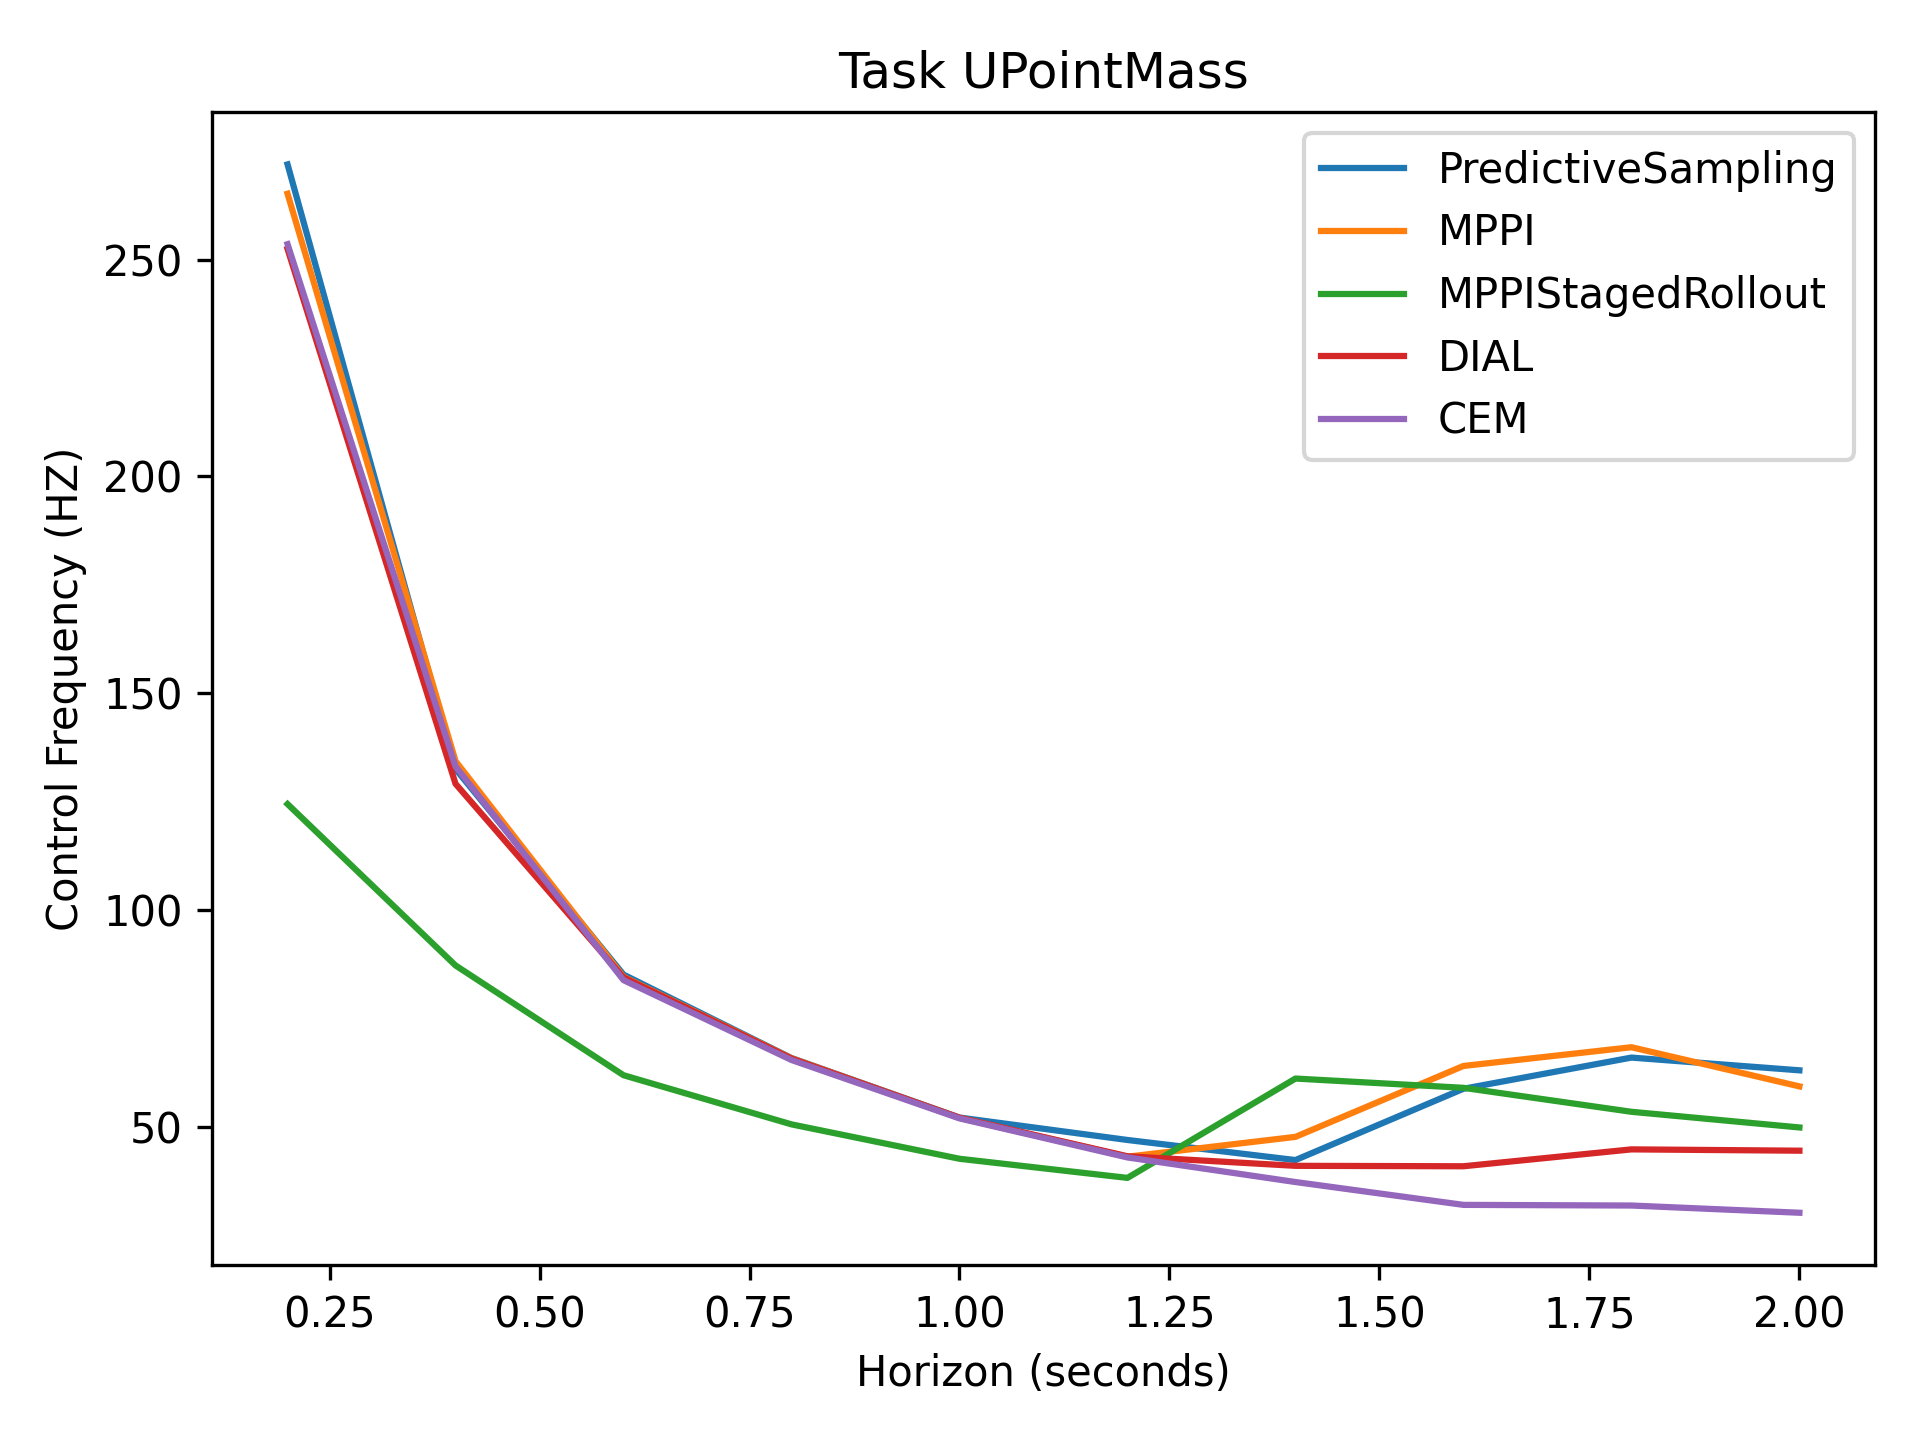 Task UPointMass
PredictiveSampling
MPPI
MPPIStagedRollout
DIAL
CEM
Control Frequency (HZ)
250
200
150
100
50
0.25 0.50 0.75 1.00 1.25 1.50 1.75 2.00
Horizon (seconds)